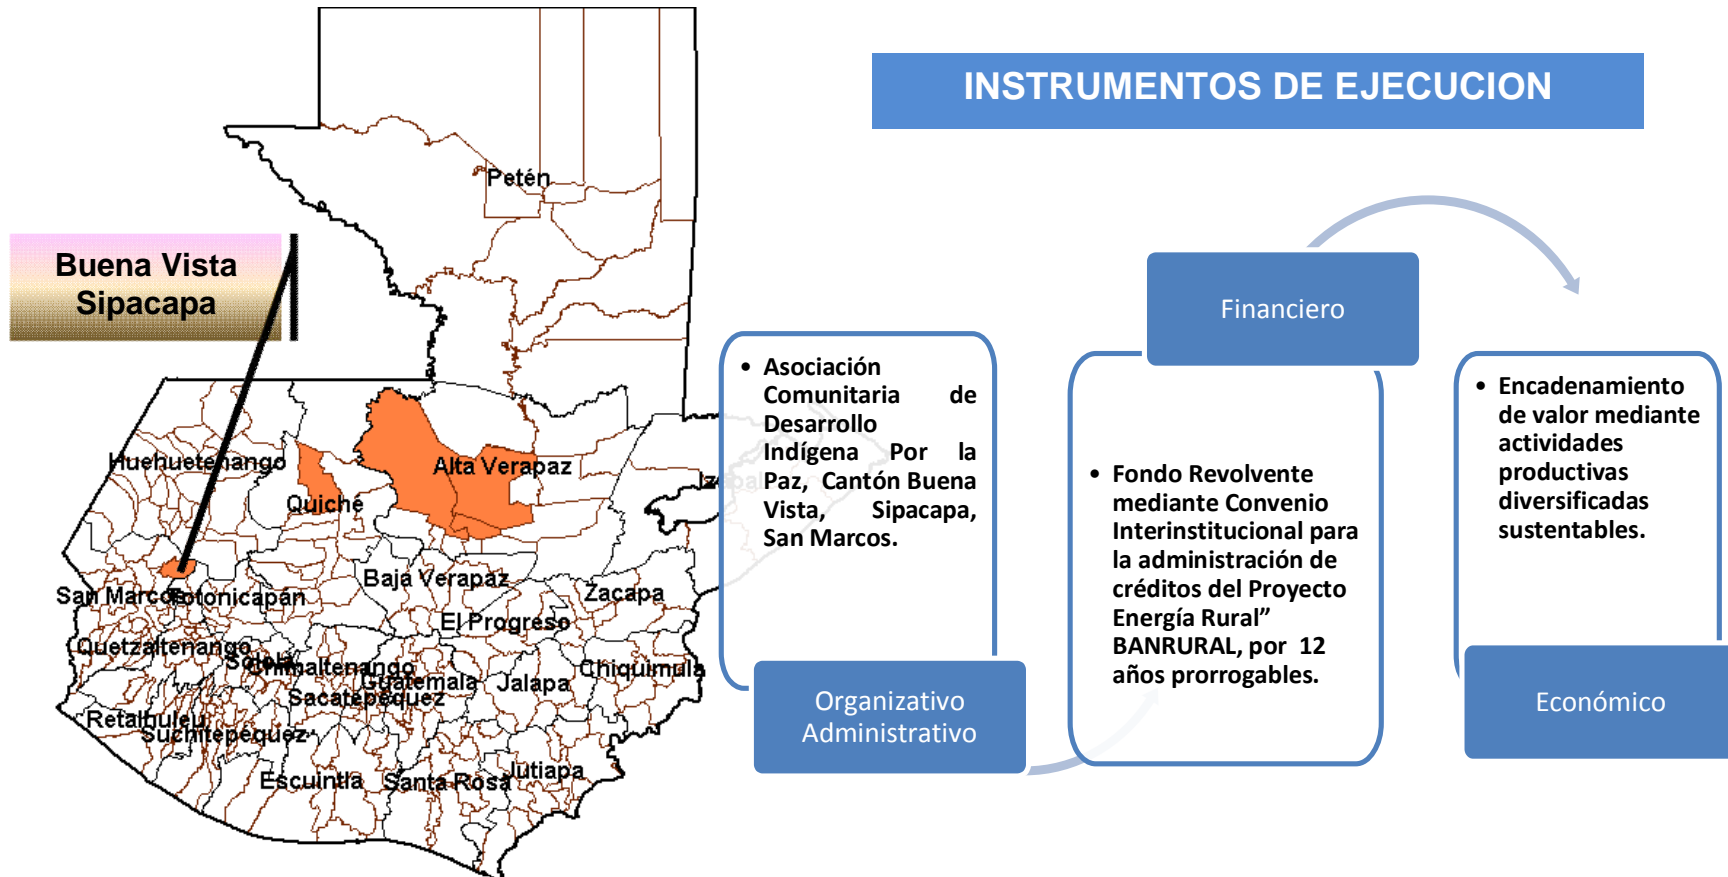 INSTRUMENTOS DE EJECUCION
Petén
Buena Vista
Sipacapa
Huehuetenango
Alta Verapaz
Quiché
Baja Verapaz
San Marcos
Totonicapán
Zacapa
El Progreso
Quetzaltenango
Sololá
Chimaltenango
Guatemala
Chiquimula
Jalapa
Sacatepéquez
Retalhuleu
Suchitepéquez
Escuintla
Santa Rosa
Jutiapa
• Asociación
Comunitaria de
Desarrollo
Indígena Por la
Paz, Cantón Buena
Vista, Sipacapa,
San Marcos.
Organizativo
Administrativo
Financiero
• Fondo Revolvente
mediante Convenio
Interinstitucional para
la administración de
créditos del Proyecto
Energía Rural”
BANRURAL, por 12
años prorrogables.
• Encadenamiento
de valor mediante
actividades
productivas
diversificadas
sustentables.
Económico